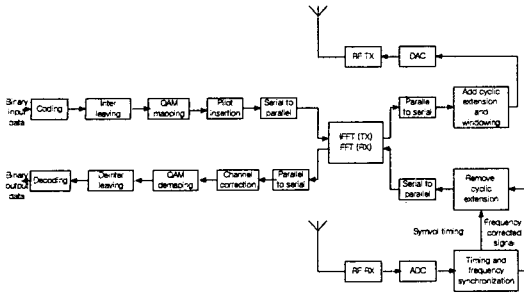 RF TX
DAC
Binary
input
data
Coding
Inter
leaving
QAM
mapping
Pilot
insertion
Serial to
parallel
IFFT (TX)
FFT (RX)
Parallel
to serial
Add cyclic
extension
and
windowing
Binary
output
data
Decoding
Deinter
leaving
QAM
demaping
Channel
correction
Parallel
to serial
Serial to
parallel
Remove
cyclic
extension
Symvol timing
Frequency
corrected
signal
RF RX
ADC
Timing and
frequency
synchronization